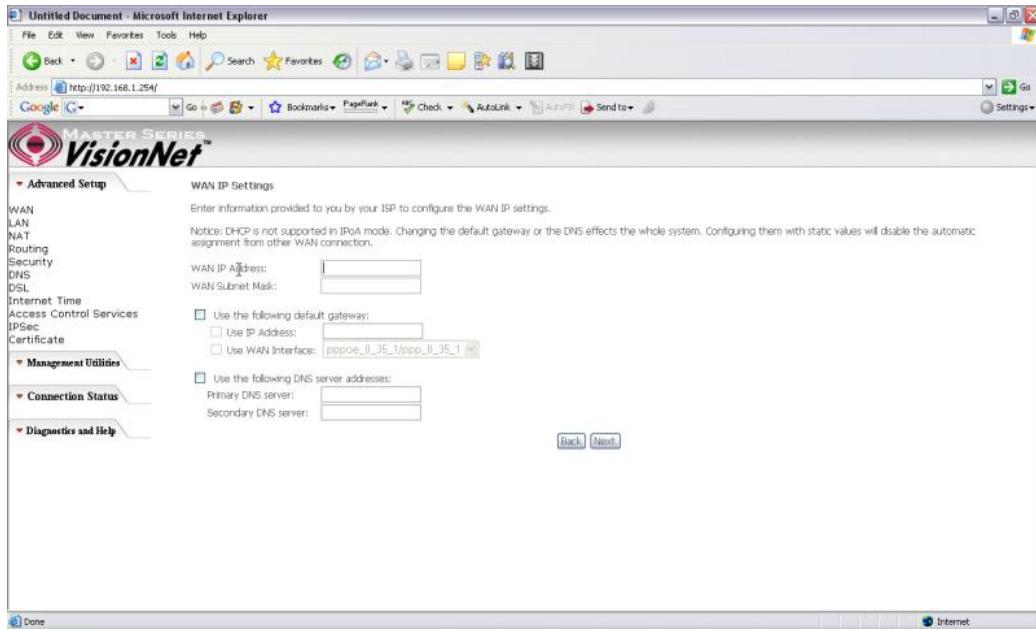 Untitled Document - Microsoft Internet Explorer
File Edit View Favorites Tools Help
Back Search Favorites
Address http://192.168.1.254/ Go
Google G Go Bookmarks PageRank Check AutoLink AutoFill Send to Settings
MASTER SERIES
VisionNet™
Advanced Setup
WAN
LAN
NAT
Routing
Security
DNS
DSL
Internet Time
Access Control Services
IPSec
Certificate
Management Utilities
Connection Status
Diagnostics and Help
WAN IP Settings
Enter information provided to you by your ISP to configure the WAN IP settings.
Notice: DHCP is not supported in IPoA mode. Changing the default gateway or the DNS effects the whole system. Configuring them with static values will disable the automatic
assignment from other WAN connection.
WAN IP Address:
WAN Subnet Mask:
Use the following default gateway:
Use IP Address:
Use WAN Interface: pppoe_0_35_1/ppp_0_35_1
Use the following DNS server addresses:
Primary DNS server:
Secondary DNS server:
Back Next
Done Internet